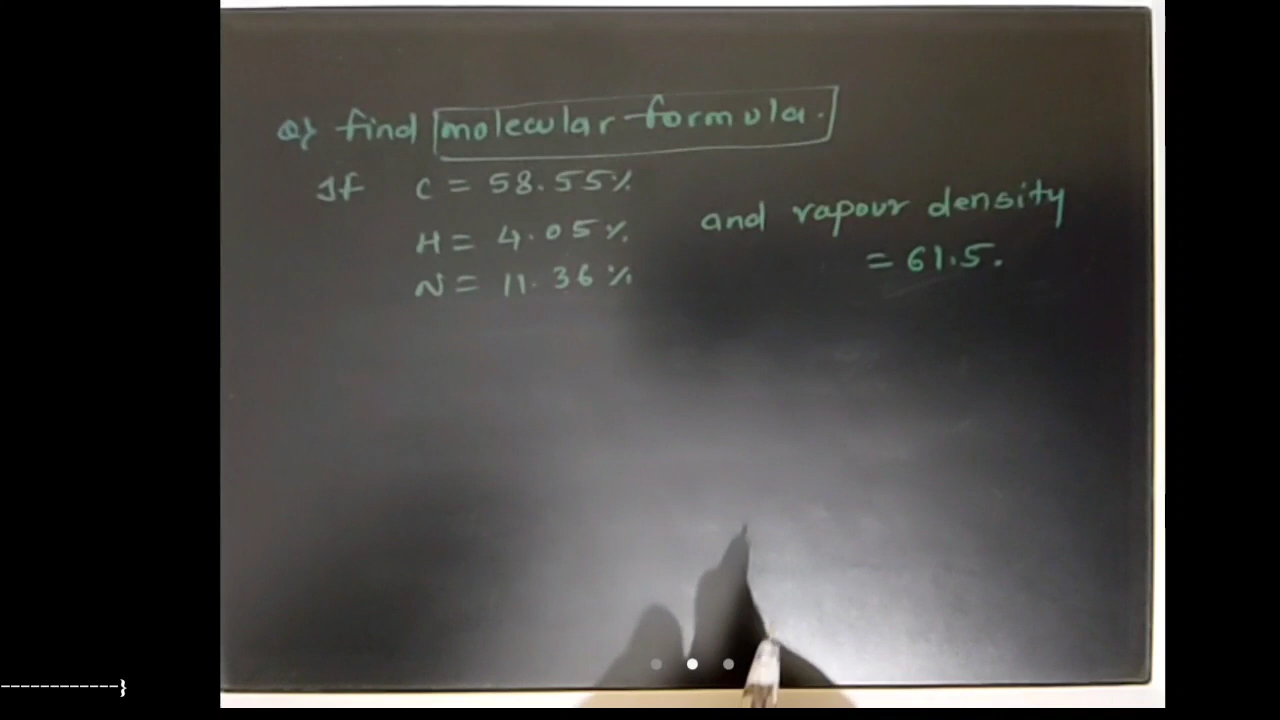 Q} find molecular formula.
If C = 58.55%
H = 4.05%
N = 11.36%
and vapour density
= 61.5.
------------}